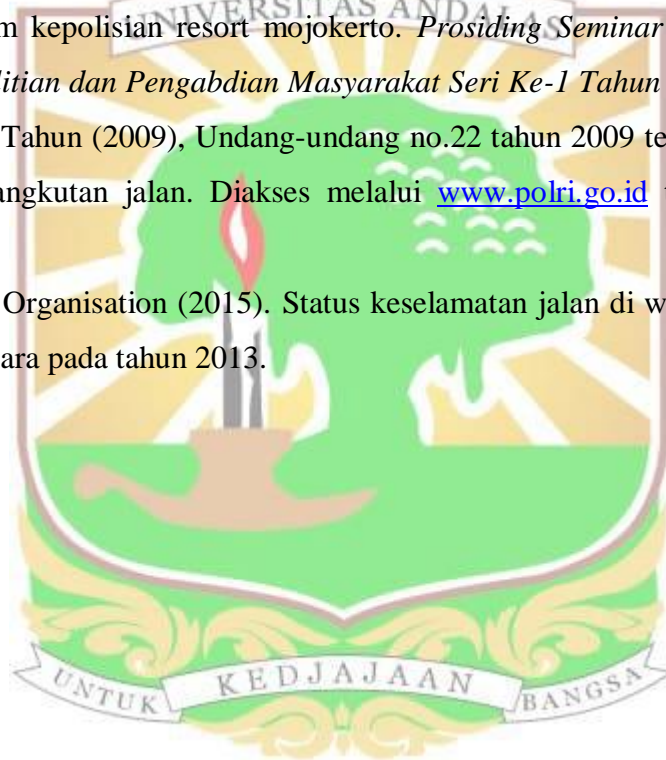 UNIVERSITAS ANDALAS
m kepolisian resort mojokerto. Prosiding Seminar
litian dan Pengabdian Masyarakat Seri Ke-1 Tahun
Tahun (2009), Undang-undang no.22 tahun 2009 te
angkutan jalan. Diakses melalui www.polri.go.id
Organisation (2015). Status keselamatan jalan di w
ara pada tahun 2013.
UNTUK KEDJAJAAN BANGSA